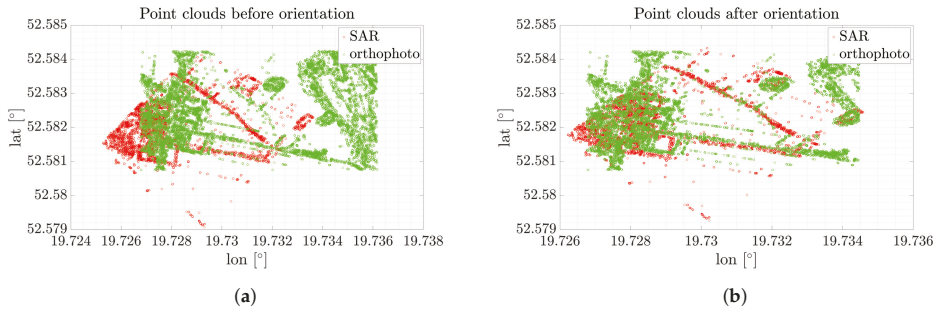 Point clouds before orientation
SAR
orthophoto
52.585
52.584
52.583
52.582
52.581
52.58
52.579
lat [°]
19.724 19.726 19.728 19.73 19.732 19.734 19.736 19.738
lon [°]
(a)
Point clouds after orientation
SAR
orthophoto
52.585
52.584
52.583
52.582
52.581
52.58
52.579
lat [°]
19.726 19.728 19.73 19.732 19.734 19.736
lon [°]
(b)